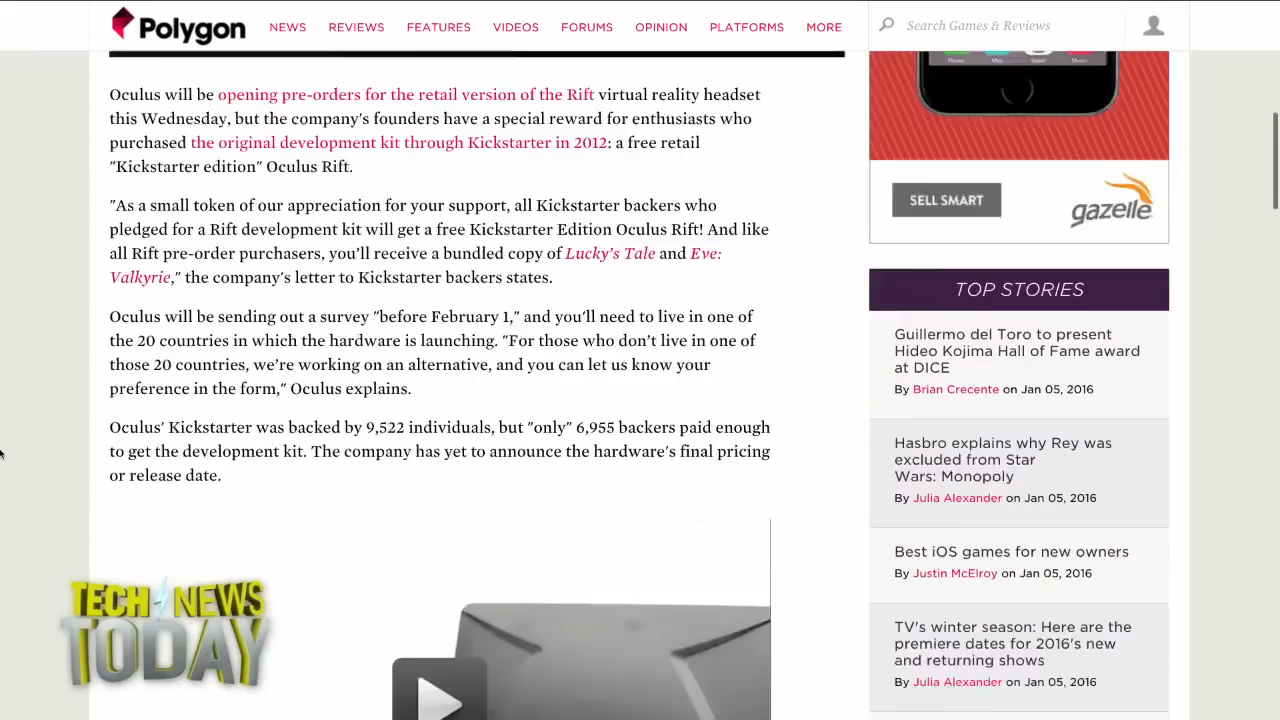 Polygon
NEWS
REVIEWS
FEATURES
VIDEOS
FORUMS
OPINION
PLATFORMS
MORE
Search Games & Reviews
Oculus will be opening pre-orders for the retail version of the Rift virtual reality headset
this Wednesday, but the company's founders have a special reward for enthusiasts who
purchased the original development kit through Kickstarter in 2012: a free retail
"Kickstarter edition" Oculus Rift.
"As a small token of our appreciation for your support, all Kickstarter backers who
pledged for a Rift development kit will get a free Kickstarter Edition Oculus Rift! And like
all Rift pre-order purchasers, you’ll receive a bundled copy of Lucky’s Tale and Eve:
Valkyrie," the company's letter to Kickstarter backers states.
Oculus will be sending out a survey "before February 1," and you'll need to live in one of
the 20 countries in which the hardware is launching. "For those who don’t live in one of
those 20 countries, we’re working on an alternative, and you can let us know your
preference in the form," Oculus explains.
Oculus' Kickstarter was backed by 9,522 individuals, but "only" 6,955 backers paid enough
to get the development kit. The company has yet to announce the hardware's final pricing
or release date.
TECH NEWS
TODAY
SELL SMART
gazelle
TOP STORIES
Guillermo del Toro to present
Hideo Kojima Hall of Fame award
at DICE
By Brian Crecente on Jan 05, 2016
Hasbro explains why Rey was
excluded from Star
Wars: Monopoly
By Julia Alexander on Jan 05, 2016
Best iOS games for new owners
By Justin McElroy on Jan 05, 2016
TV's winter season: Here are the
premiere dates for 2016's new
and returning shows
By Julia Alexander on Jan 05, 2016